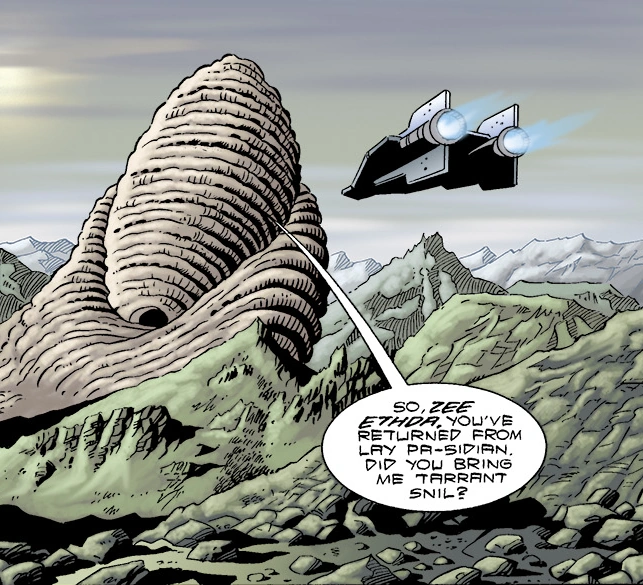 SO, ZEE
ETHDA, YOU'VE
RETURNED FROM
LAY PA-SIDIAN.
DID YOU BRING
ME TARRANT
SNIL?